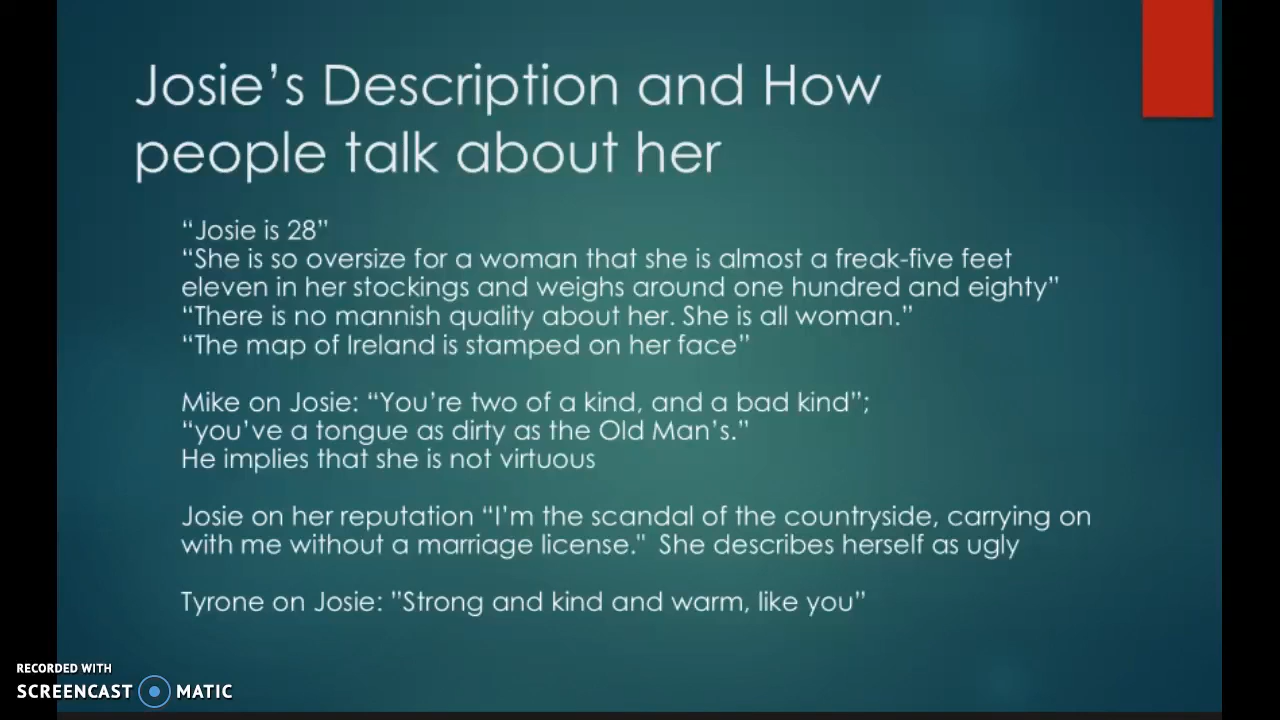 Josie’s Description and How
people talk about her
“Josie is 28”
“She is so oversize for a woman that she is almost a freak-five feet
eleven in her stockings and weighs around one hundred and eighty”
“There is no mannish quality about her. She is all woman.”
“The map of Ireland is stamped on her face”
Mike on Josie: “You’re two of a kind, and a bad kind”;
“you’ve a tongue as dirty as the Old Man’s.”
He implies that she is not virtuous
Josie on her reputation “I’m the scandal of the countryside, carrying on
with me without a marriage license." She describes herself as ugly
Tyrone on Josie: ”Strong and kind and warm, like you”
RECORDED WITH
SCREENCAST MATIC